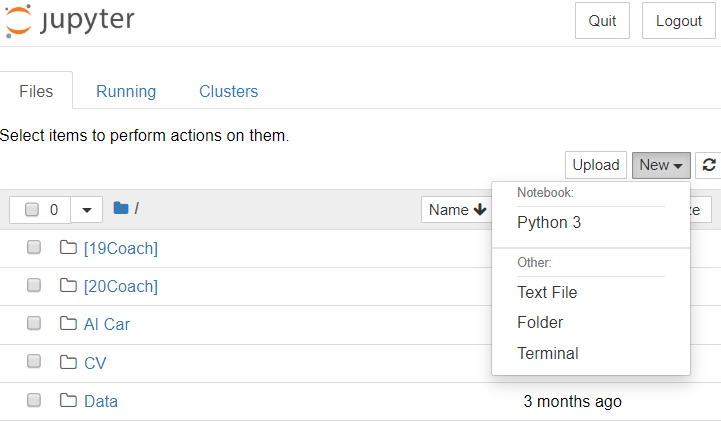 jupyter
Quit
Logout
Files
Running
Clusters
Select items to perform actions on them.
Upload
New
0
/
Name
ze
Notebook:
Python 3
Other:
Text File
Folder
Terminal
[19Coach]
[20Coach]
AI Car
CV
Data
3 months ago